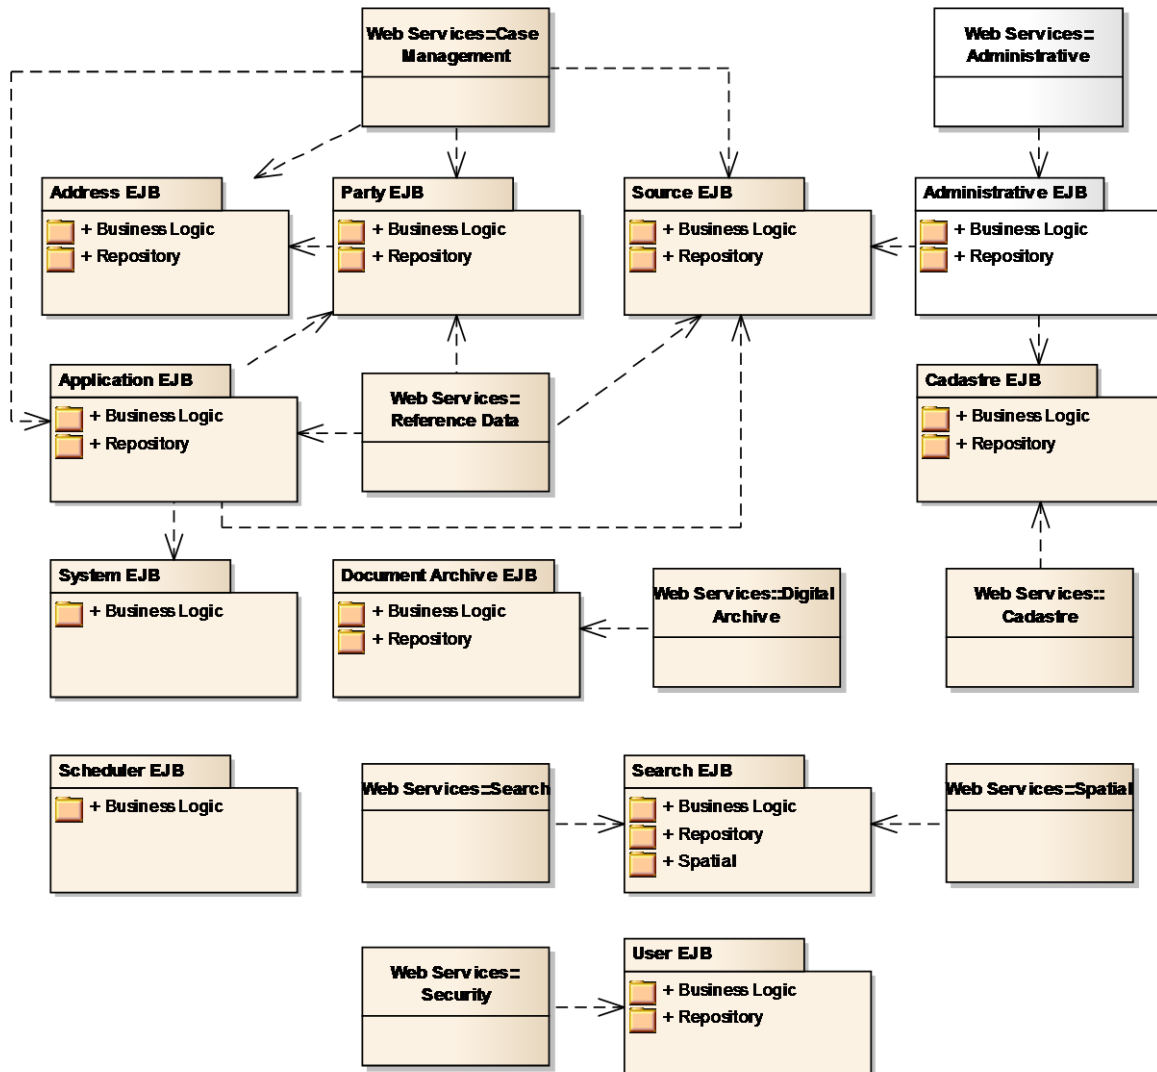 Web Services::Case
Management
Web Services::
Administrative
Address EJB
+ Business Logic
+ Repository
Party EJB
+ Business Logic
+ Repository
Source EJB
+ Business Logic
+ Repository
Administrative EJB
+ Business Logic
+ Repository
Application EJB
+ Business Logic
+ Repository
Web Services::
Reference Data
Cadastre EJB
+ Business Logic
+ Repository
System EJB
+ Business Logic
Document Archive EJB
+ Business Logic
+ Repository
Web Services::Digital
Archive
Web Services::
Cadastre
Scheduler EJB
+ Business Logic
Web Services::Search
Search EJB
+ Business Logic
+ Repository
+ Spatial
Web Services::Spatial
Web Services::
Security
User EJB
+ Business Logic
+ Repository